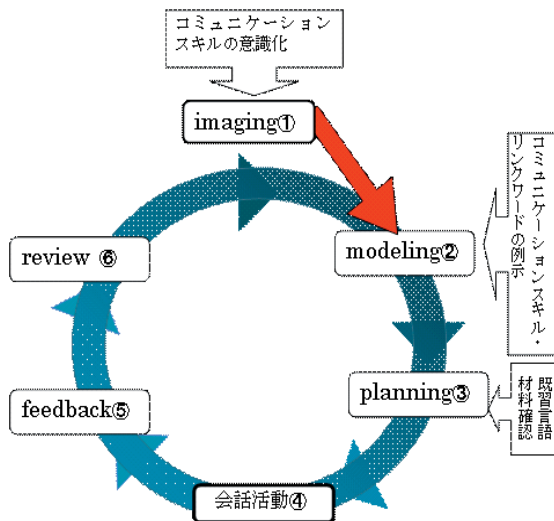 コミュニケーション
スキルの意識化
imaging①
modeling②
コミュニケーションスキル・
リンクワードの例示
planning③
既習言語
材料確認
会話活動④
feedback⑤
review ⑥